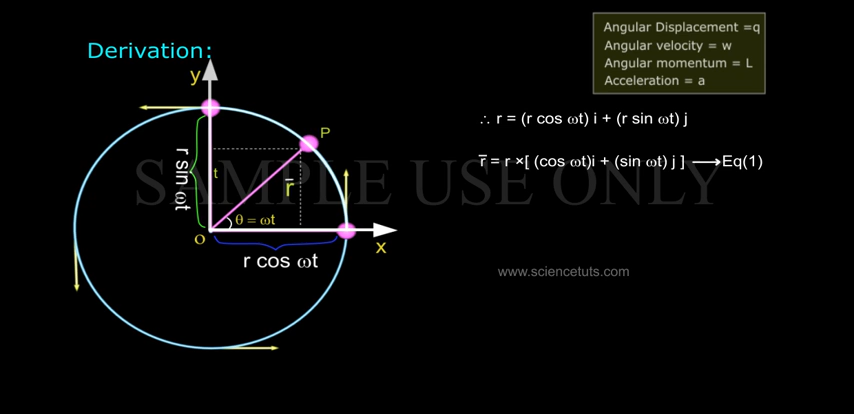 Derivation:
Angular Displacement =q
Angular velocity = w
Angular momentum = L
Acceleration = a
y
P
r sin ωt
t
r̅
θ = ωt
O
x
r cos ωt
∴ r = (r cos ωt) i + (r sin ωt) j
r̅ = r ×[ (cos ωt)i + (sin ωt) j ] ⟶Eq(1)
SAMPLE USE ONLY
www.sciencetuts.com